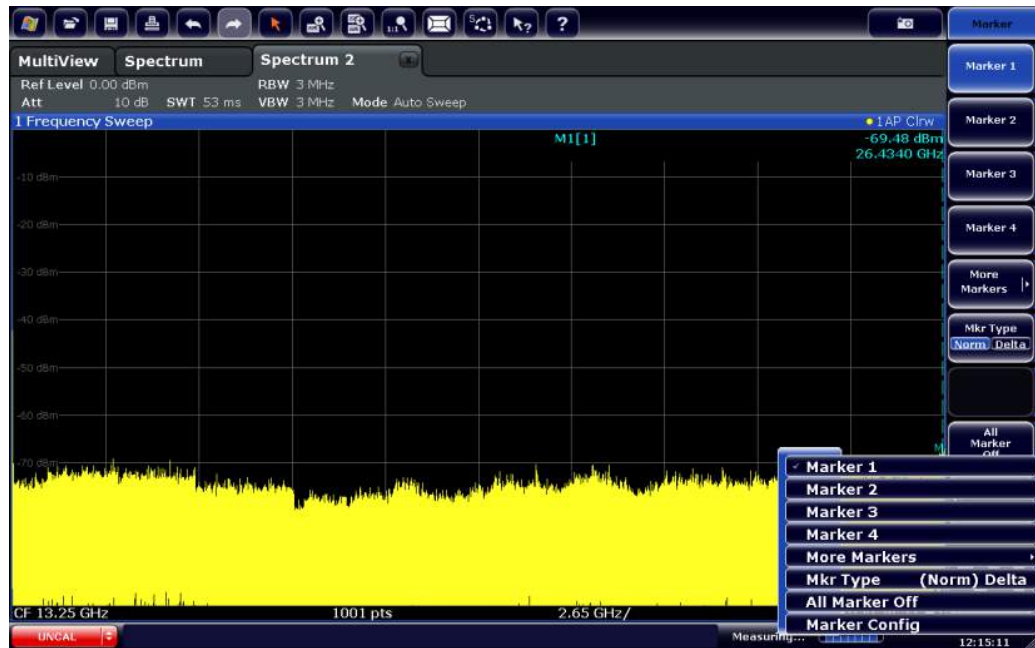 Marker
MultiView Spectrum Spectrum 2
Ref Level 0.00 dBm RBW 3 MHz
Att 10 dB SWT 53 ms VBW 3 MHz Mode Auto Sweep
1 Frequency Sweep 1AP Clrw
M1[1] -69.48 dBm
26.4340 GHz
-10 dBm
-20 dBm
-30 dBm
-40 dBm
-50 dBm
-60 dBm
-70 dBm
CF 13.25 GHz 1001 pts 2.65 GHz/
UNCAL Measuring... 12:15:11
Marker 1
Marker 2
Marker 3
Marker 4
More
Markers
Mkr Type
Norm Delta
All
Marker
Off
Marker 1
Marker 2
Marker 3
Marker 4
More Markers
Mkr Type (Norm) Delta
All Marker Off
Marker Config